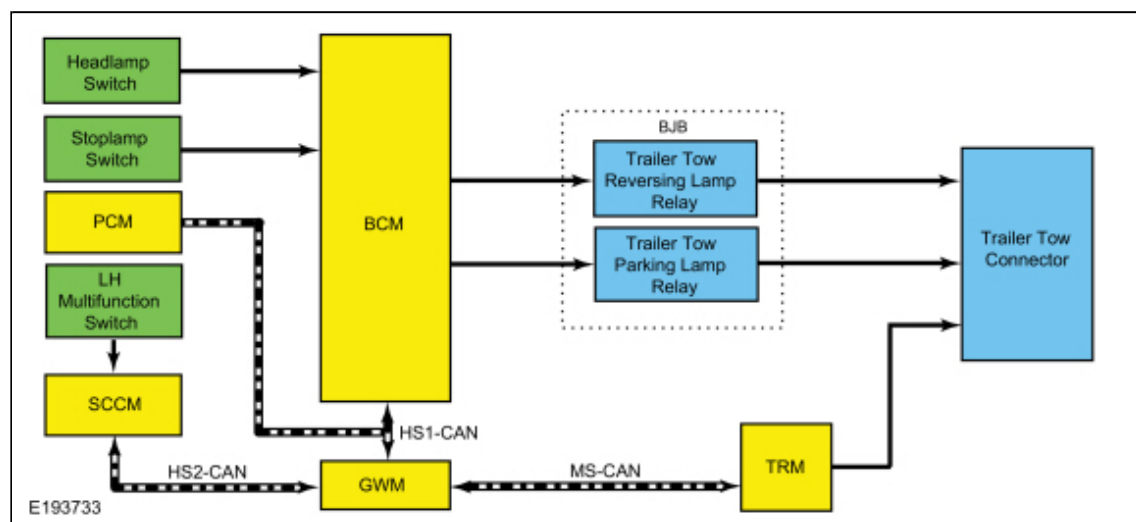 Headlamp
Switch
Stoplamp
Switch
PCM
LH
Multifunction
Switch
SCCM
BCM
BJB
Trailer Tow
Reversing Lamp
Relay
Trailer Tow
Parking Lamp
Relay
Trailer Tow
Connector
HS1-CAN
HS2-CAN
GWM
MS-CAN
TRM
E193733